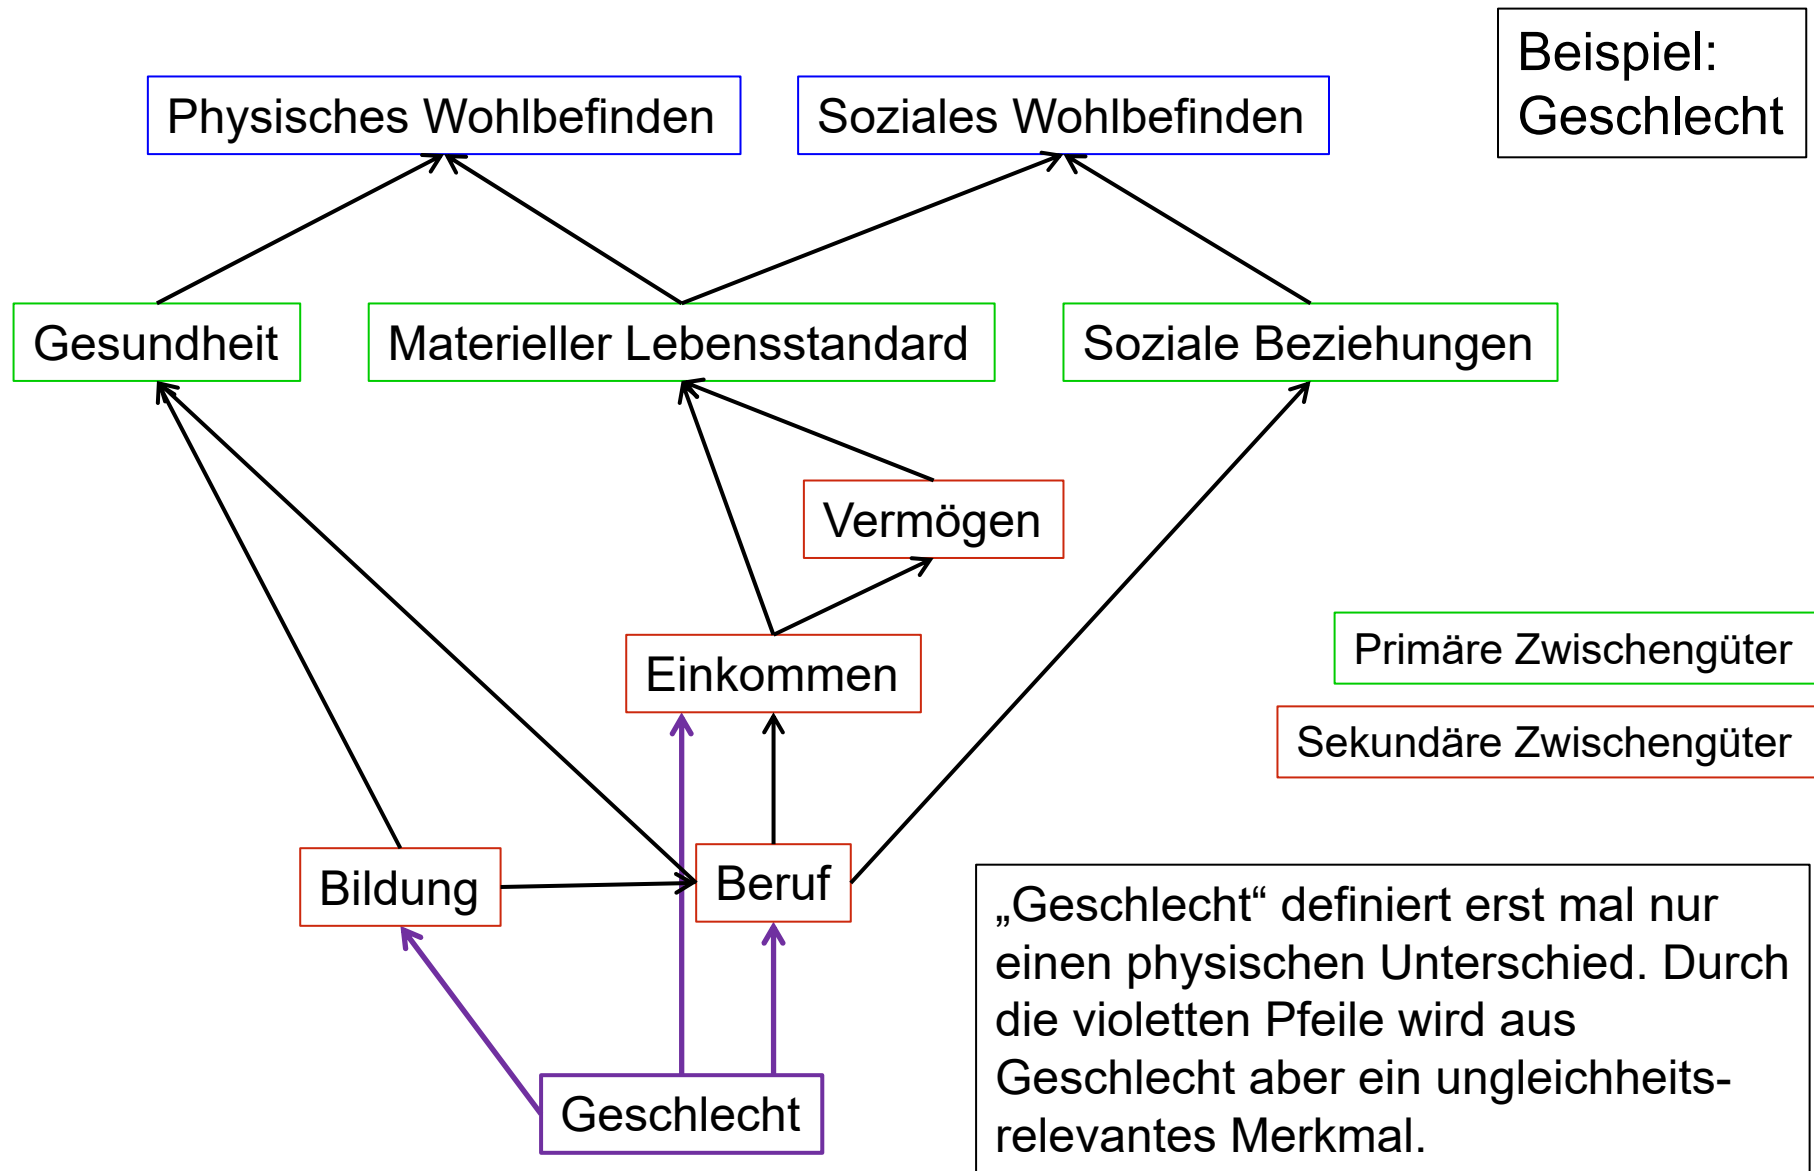 Beispiel:
Geschlecht
Physisches Wohlbefinden
Soziales Wohlbefinden
Gesundheit
Materieller Lebensstandard
Soziale Beziehungen
Vermögen
Einkommen
Primäre Zwischengüter
Sekundäre Zwischengüter
Bildung
Beruf
Geschlecht
„Geschlecht“ definiert erst mal nur
einen physischen Unterschied. Durch
die violetten Pfeile wird aus
Geschlecht aber ein ungleichheits-
relevantes Merkmal.